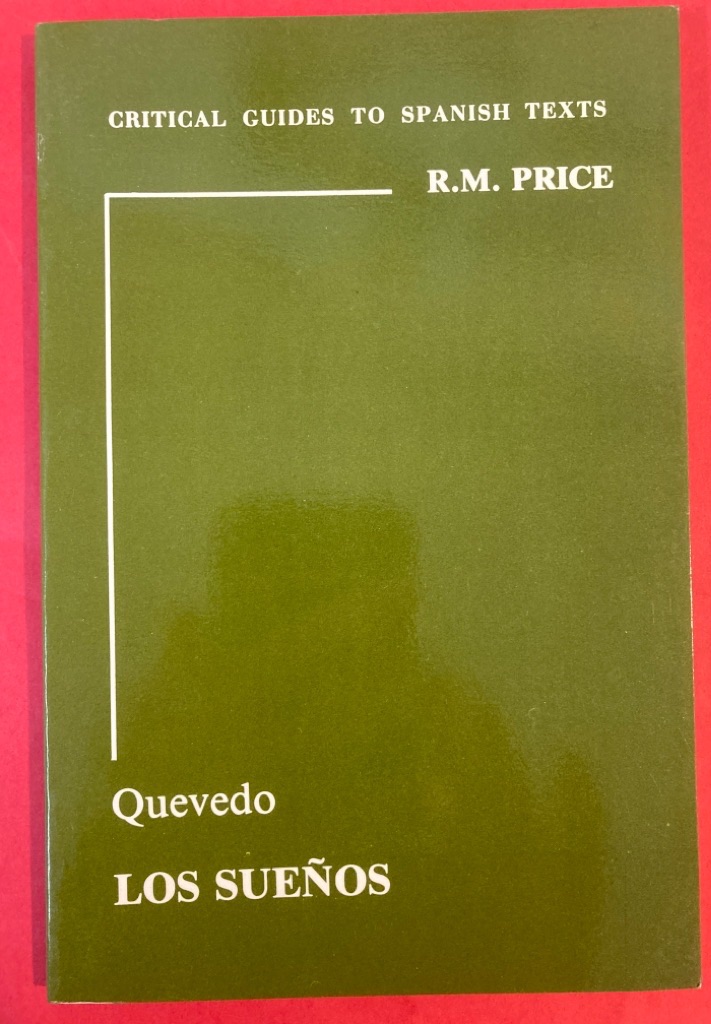 CRITICAL GUIDES TO SPANISH TEXTS
R.M. PRICE
Quevedo
LOS SUEÑOS